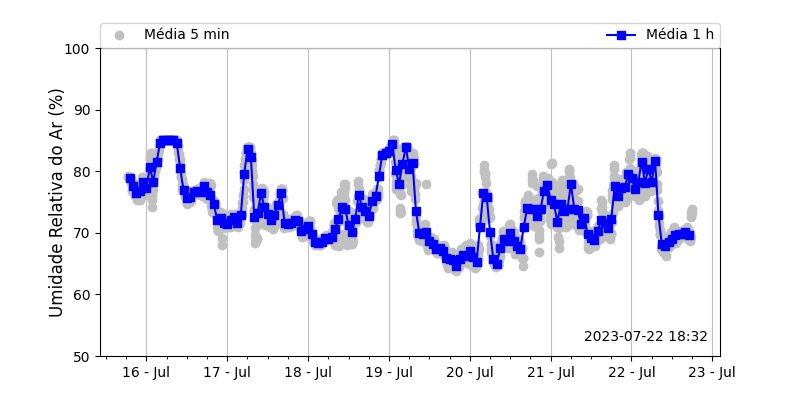 Média 5 min
Média 1 h
Umidade Relativa do Ar (%)
100
90
80
70
60
50
2023-07-22 18:32
16 - Jul
17 - Jul
18 - Jul
19 - Jul
20 - Jul
21 - Jul
22 - Jul
23 - Jul